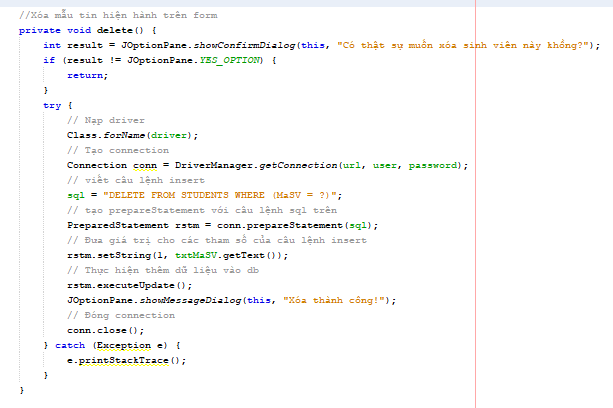 //Xóa mẫu tin hiện hành trên form
private void delete() {
int result = JOptionPane.showConfirmDialog(this, "Có thật sự muốn xóa sinh viên này không?");
if (result != JOptionPane.YES_OPTION) {
return;
}
try {
// Nạp driver
Class.forName(driver);
// Tạo connection
Connection conn = DriverManager.getConnection(url, user, password);
// viết câu lệnh insert
sql = "DELETE FROM STUDENTS WHERE (MaSV = ?)";
// tạo prepareStatement với câu lệnh sql trên
PreparedStatement rstm = conn.prepareStatement(sql);
// Đưa giá trị cho các tham số của câu lệnh insert
rstm.setString(1, txtMaSV.getText());
// Thực hiện thêm dữ liệu vào db
rstm.executeUpdate();
JOptionPane.showMessageDialog(this, "Xóa thành công!");
// Đóng connection
conn.close();
} catch (Exception e) {
e.printStackTrace();
}
}